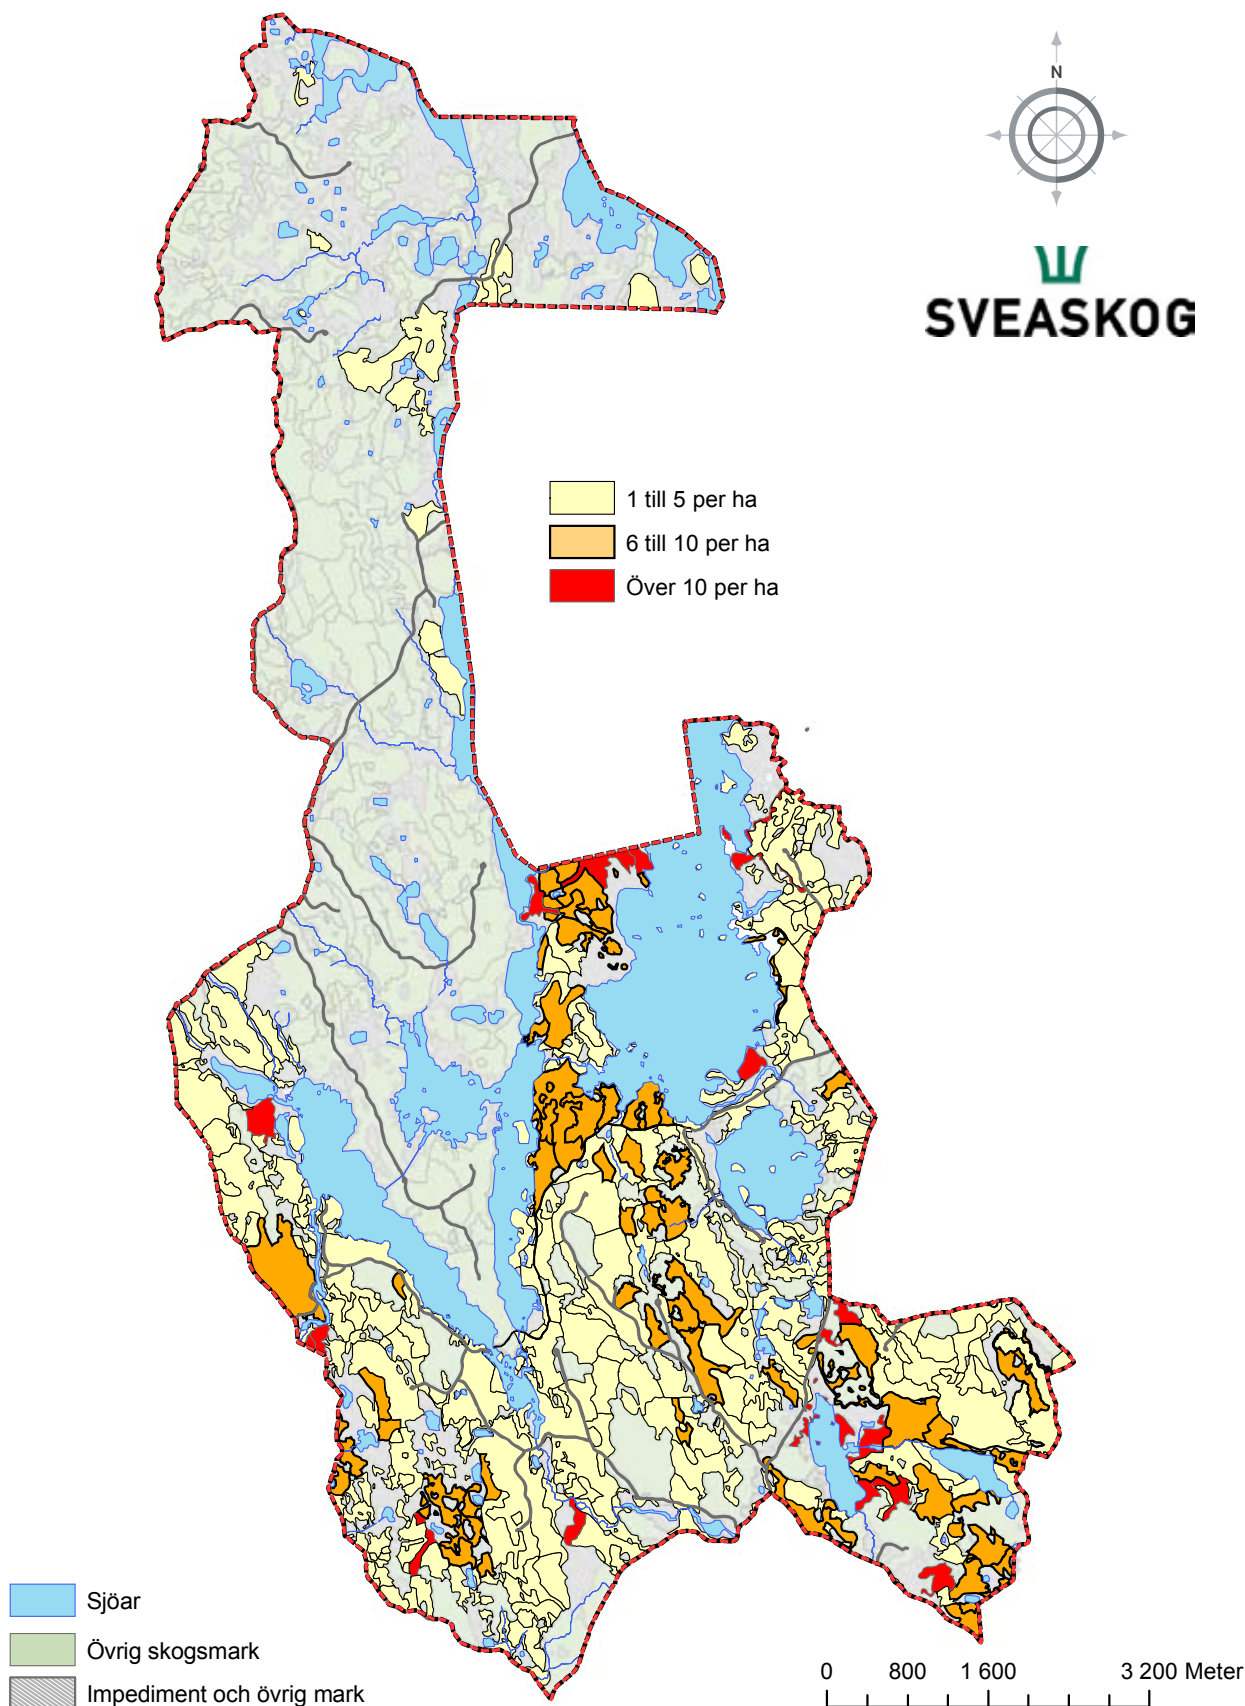 N
SVEASKOG
1 till 5 per ha
6 till 10 per ha
Över 10 per ha
Sjöar
Övrig skogsmark
Impediment och övrig mark
0 800 1 600 3 200 Meter